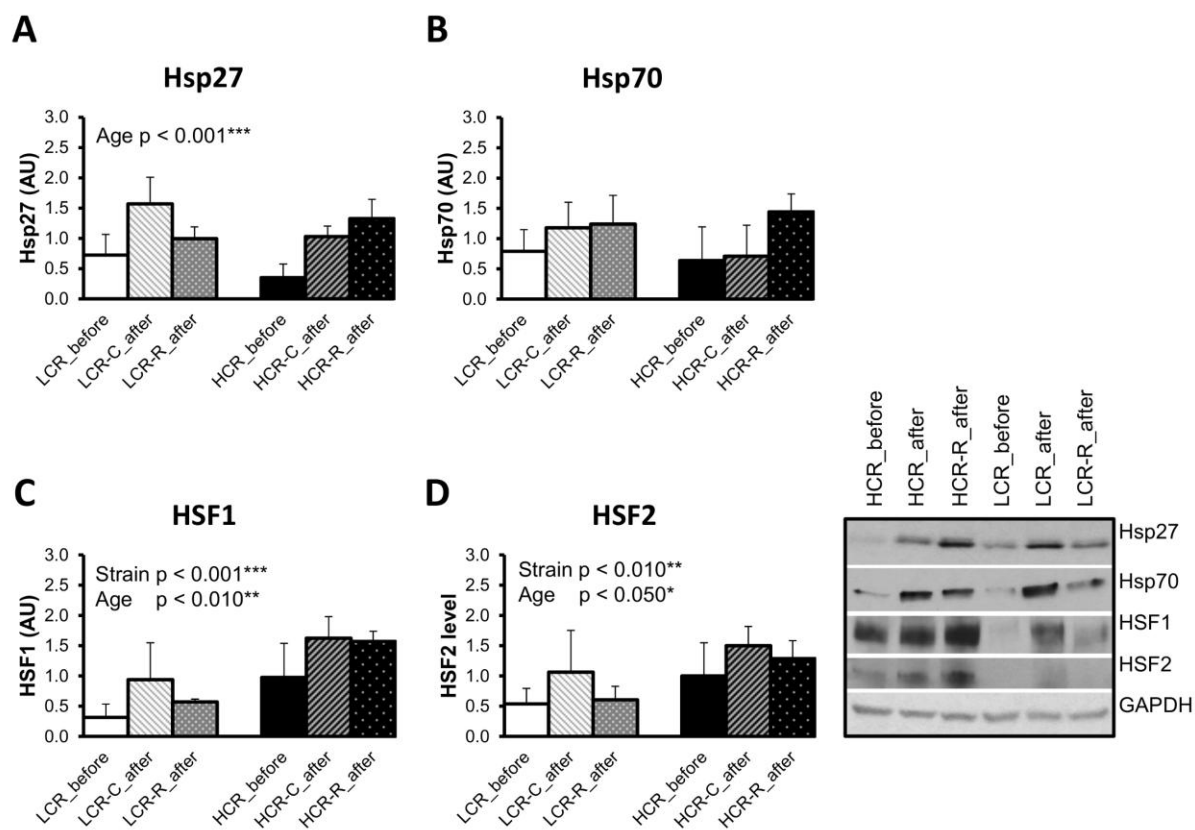 A
Hsp27
Hsp27 (AU)
3.0
2.5
2.0
1.5
1.0
0.5
0.0
Age p < 0.001***
LCR_before
LCR-C_after
LCR-R_after
HCR_before
HCR-C_after
HCR-R_after
B
Hsp70
Hsp70 (AU)
3.0
2.5
2.0
1.5
1.0
0.5
0.0
LCR_before
LCR-C_after
LCR-R_after
HCR_before
HCR-C_after
HCR-R_after
C
HSF1
HSF1 (AU)
3.0
2.5
2.0
1.5
1.0
0.5
0.0
Strain p < 0.001***
Age p < 0.010**
LCR_before
LCR-C_after
LCR-R_after
HCR_before
HCR-C_after
HCR-R_after
D
HSF2
HSF2 level
3.0
2.5
2.0
1.5
1.0
0.5
0.0
Strain p < 0.010**
Age p < 0.050*
LCR_before
LCR-C_after
LCR-R_after
HCR_before
HCR-C_after
HCR-R_after
HCR_before
HCR_after
HCR-R_after
LCR_before
LCR_after
LCR-R_after
Hsp27
Hsp70
HSF1
HSF2
GAPDH